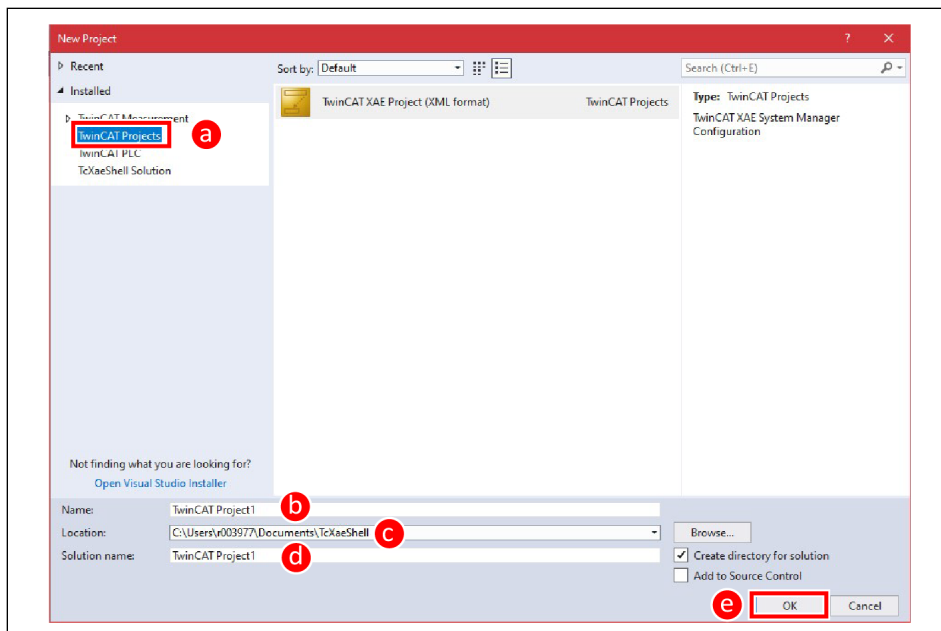 New Project
Recent
Installed
TwinCAT Measurement
TwinCAT Projects
a
TwinCAT PLC
TcXaeShell Solution
Sort by: Default
Search (Ctrl+E)
TwinCAT XAE Project (XML format) TwinCAT Projects
Type: TwinCAT Projects
TwinCAT XAE System Manager
Configuration
Not finding what you are looking for?
Open Visual Studio Installer
Name: TwinCAT Project1 b
Location: C:\Users\r003977\Documents\TcXaeShell c Browse...
Solution name: TwinCAT Project1 d
Create directory for solution
Add to Source Control
e OK Cancel